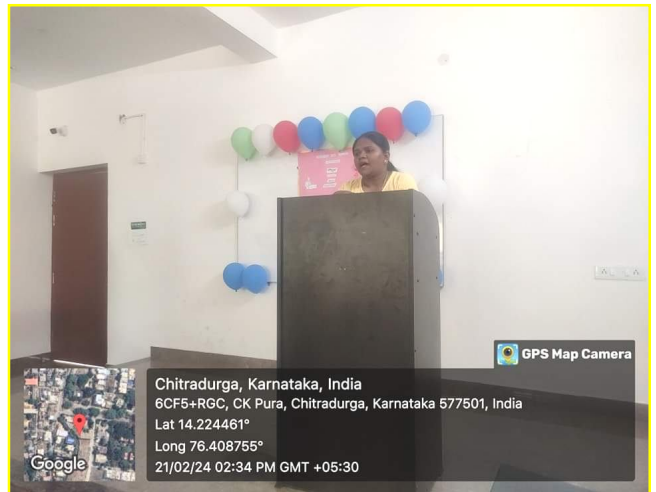 GPS Map Camera
Chitradurga, Karnataka, India
6CF5+RGC, CK Pura, Chitradurga, Karnataka 577501, India
Lat 14.224461°
Long 76.408755°
21/02/24 02:34 PM GMT +05:30
Google